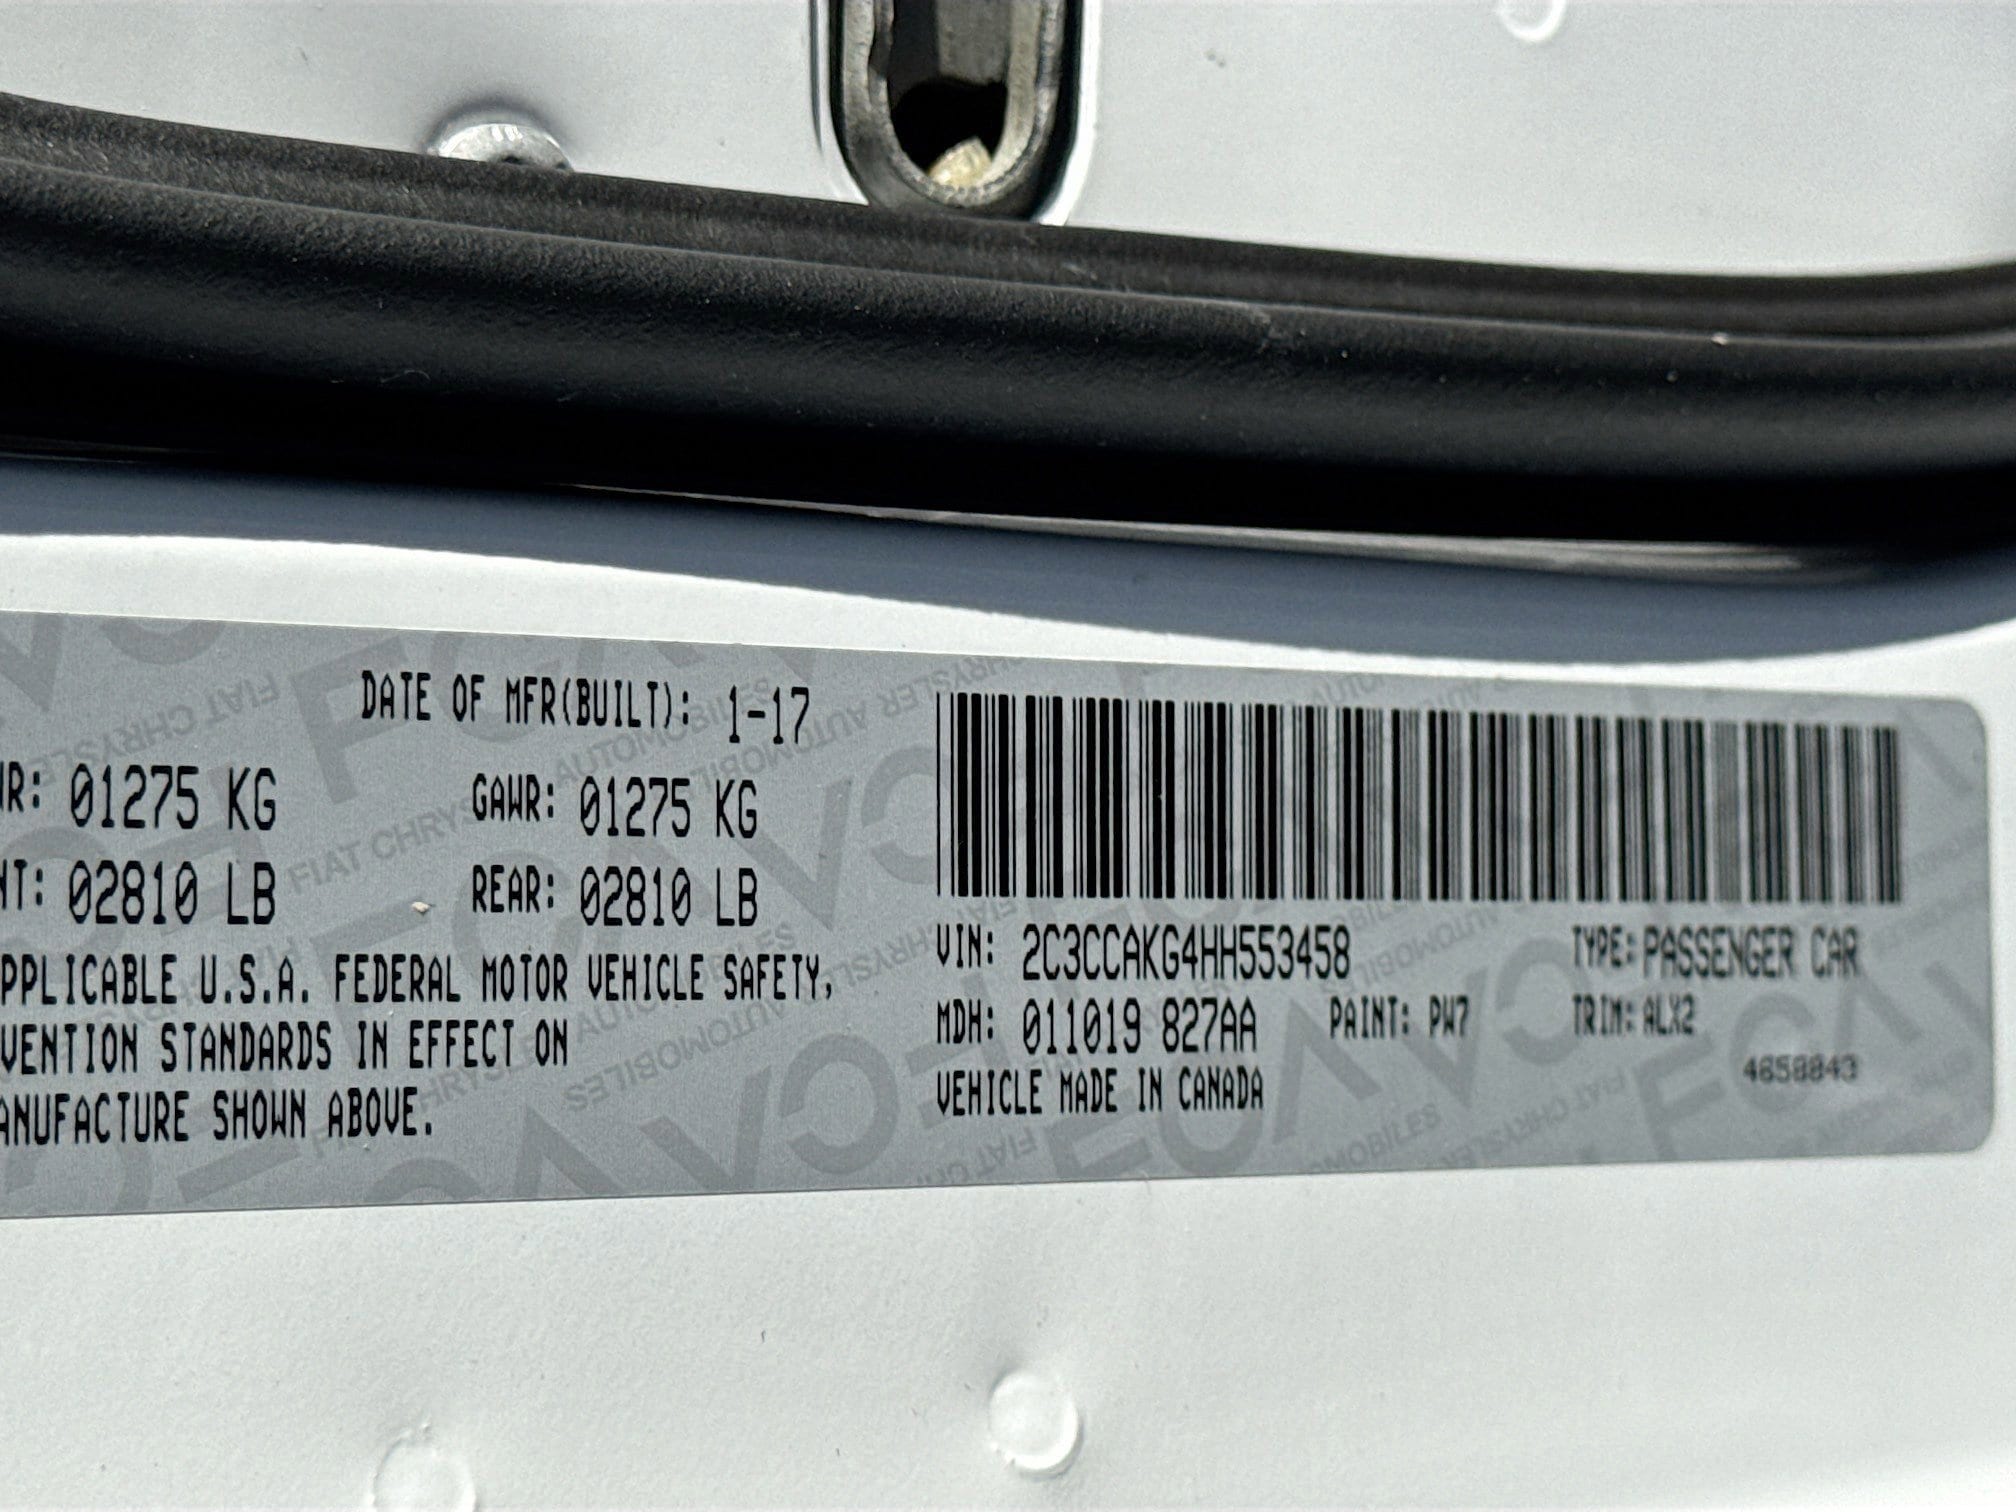 DATE OF MFR(BUILT): 1-17
WR: 01275 KG GAWR: 01275 KG
NT: 02810 LB REAR: 02810 LB
PPLICABLE U.S.A. FEDERAL MOTOR VEHICLE SAFETY,
VENTION STANDARDS IN EFFECT ON
ANUFACTURE SHOWN ABOVE.
VIN: 2C3CCAKG4HH553458 TYPE: PASSENGER CAR
MDH: 011019 827AA PAINT: PW7 TRIM: ALX2
VEHICLE MADE IN CANADA
4658843